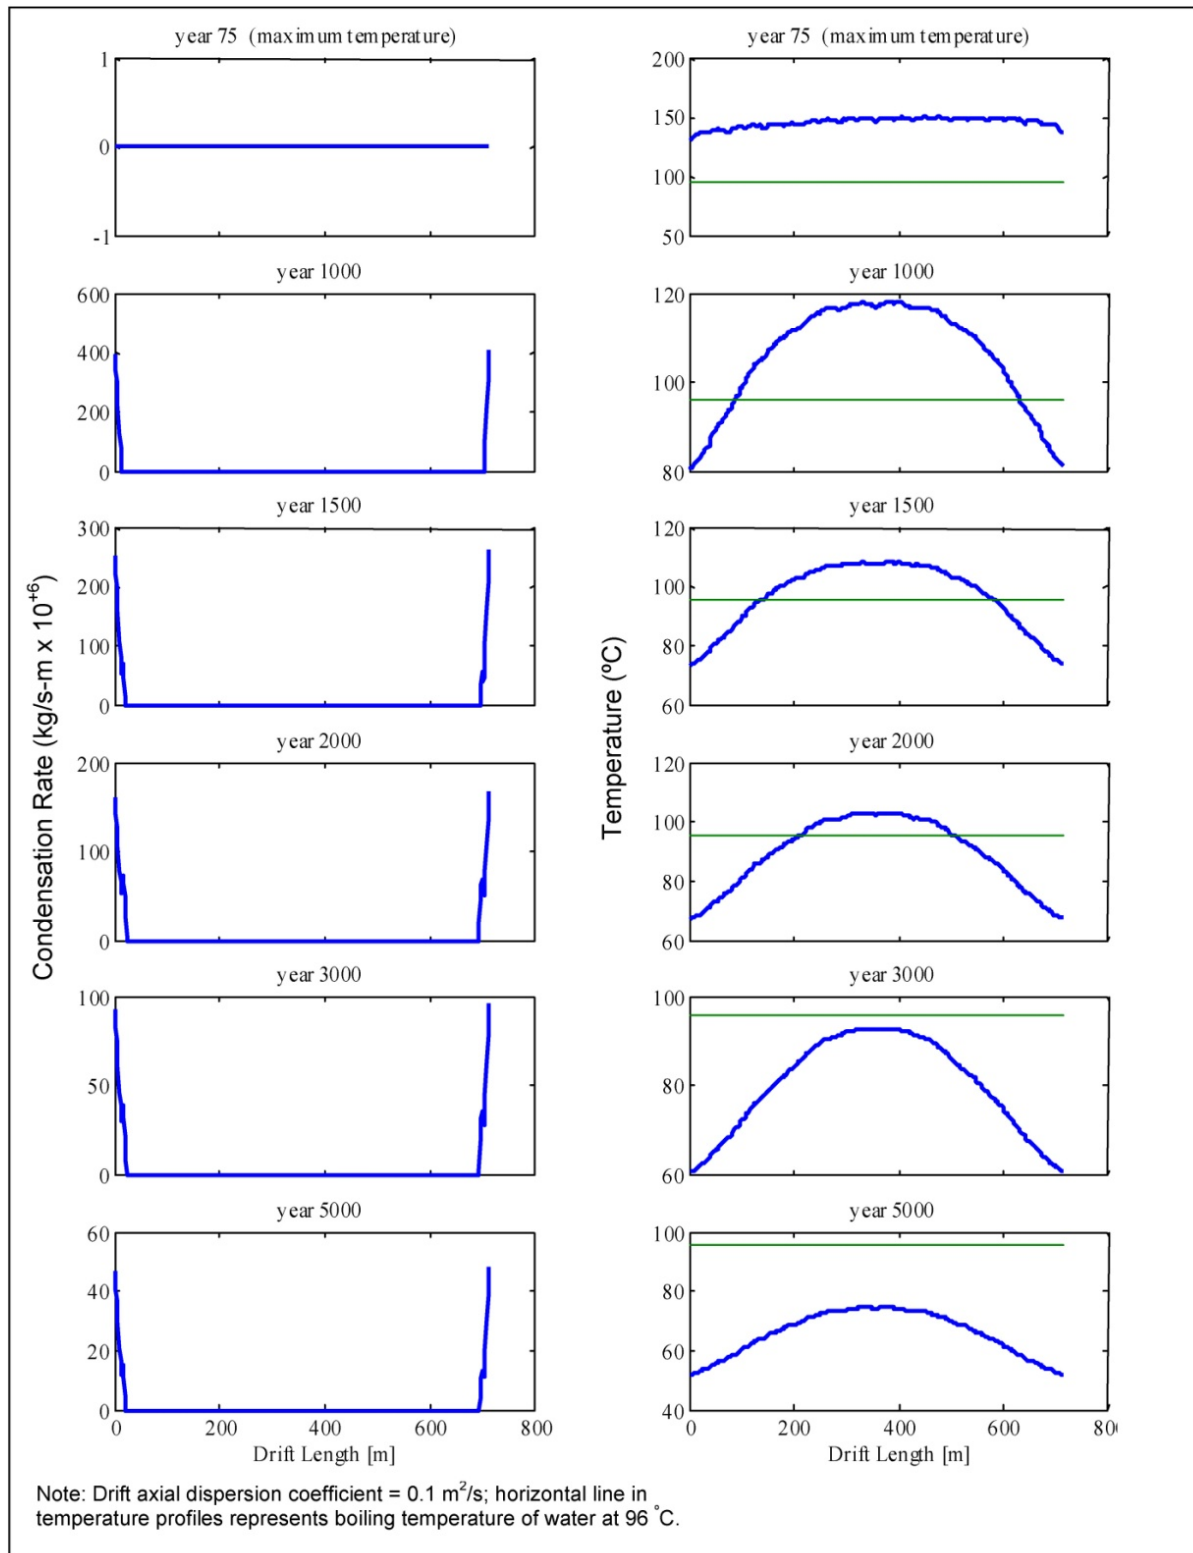 year 75 (maximum temperature)
1
0
-1
year 75 (maximum temperature)
200
150
100
50
year 1000
600
400
200
0
year 1000
120
100
80
year 1500
300
200
100
0
year 1500
120
100
80
60
year 2000
200
100
0
year 2000
120
100
80
60
year 3000
100
50
0
year 3000
100
80
60
year 5000
60
40
20
0
0 200 400 600 800
Drift Length [m]
year 5000
100
80
60
40
0 200 400 600 80
Drift Length [m]
Condensation Rate (kg/s-m x 10⁺⁶)
Temperature (ºC)
Note: Drift axial dispersion coefficient = 0.1 m²/s; horizontal line in
temperature profiles represents boiling temperature of water at 96 °C.